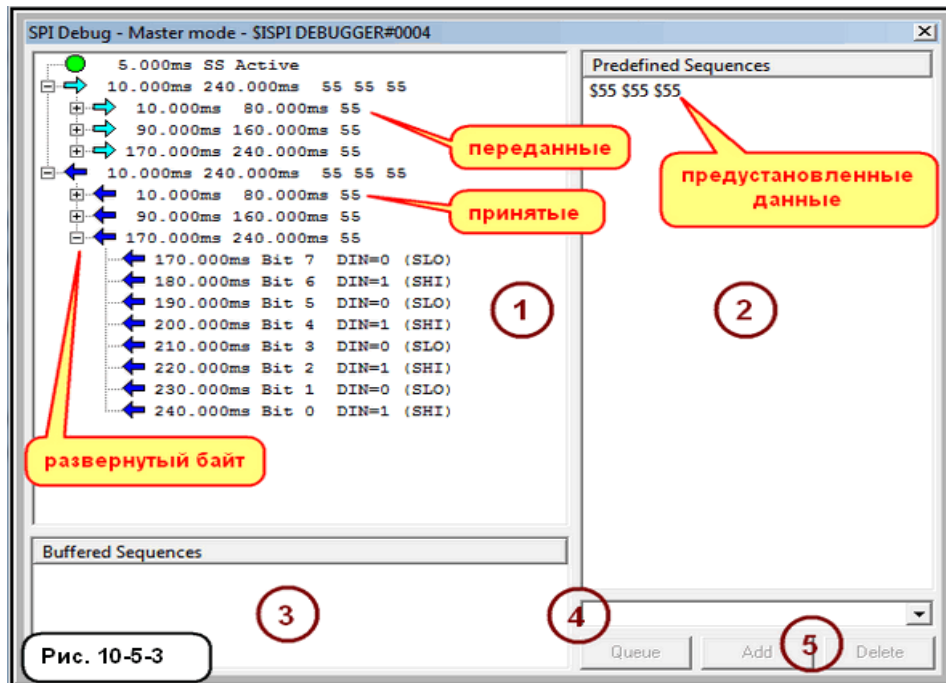 SPI Debug - Master mode - $ISPI DEBUGGER#0004
5.000ms SS Active
10.000ms 240.000ms 55 55 55
10.000ms 80.000ms 55
90.000ms 160.000ms 55
170.000ms 240.000ms 55
10.000ms 240.000ms 55 55 55
10.000ms 80.000ms 55
90.000ms 160.000ms 55
170.000ms 240.000ms 55
170.000ms Bit 7 DIN=0 (SLO)
180.000ms Bit 6 DIN=1 (SHI)
190.000ms Bit 5 DIN=0 (SLO)
200.000ms Bit 4 DIN=1 (SHI)
210.000ms Bit 3 DIN=0 (SLO)
220.000ms Bit 2 DIN=1 (SHI)
230.000ms Bit 1 DIN=0 (SLO)
240.000ms Bit 0 DIN=1 (SHI)
переданные
принятые
развернутый байт
1
Predefined Sequences
$55 $55 $55
предустановленные
данные
2
Buffered Sequences
3
4
Queue
Add
5
Delete
Рис. 10-5-3